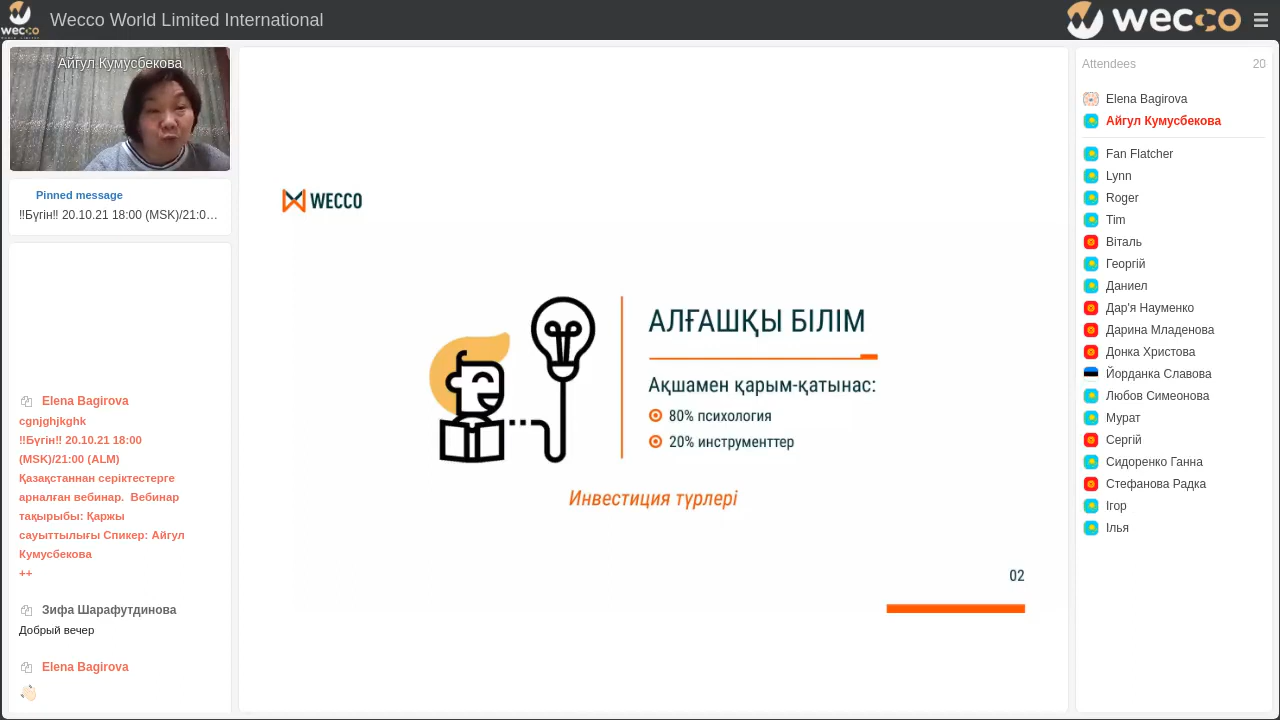 wecco
Wecco World Limited International
wecco
Айгул Кумусбекова
Pinned message
‼Бүгін‼ 20.10.21 18:00 (MSK)/21:0…
Elena Bagirova
cgnjghjkghk
‼Бүгін‼ 20.10.21 18:00
(MSK)/21:00 (ALM)
Қазақстаннан серіктестерге
арналған вебинар.  Вебинар
тақырыбы: Қаржы
сауыттылығы Спикер: Айгул
Кумусбекова
++
Зифа Шарафутдинова
Добрый вечер
Elena Bagirova
WECCO
АЛҒАШҚЫ БІЛІМ
Ақшамен қарым-қатынас:
80% психология
20% инструменттер
Инвестиция түрлері
02
Attendees 20
Elena Bagirova
Айгул Кумусбекова
Fan Flatcher
Lynn
Roger
Tim
Віталь
Георгій
Даниел
Дар'я Науменко
Дарина Младенова
Донка Христова
Йорданка Славова
Любов Симеонова
Мурат
Сергій
Сидоренко Ганна
Стефанова Радка
Ігор
Ілья